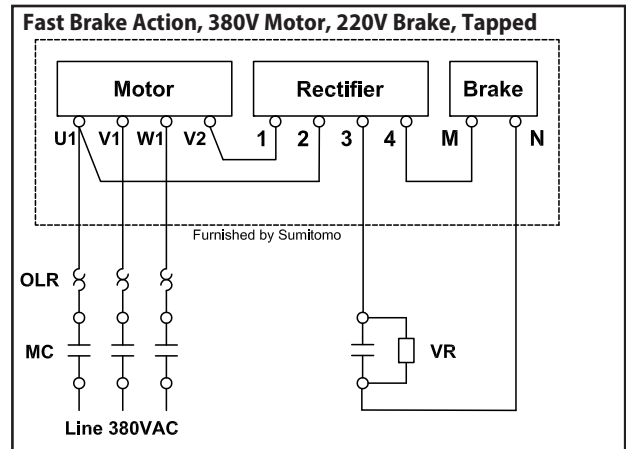 Fast Brake Action, 380V Motor, 220V Brake, Tapped
Motor Rectifier Brake
U1 V1 W1 V2 1 2 3 4 M N
Furnished by Sumitomo
OLR
MC VR
Line 380VAC